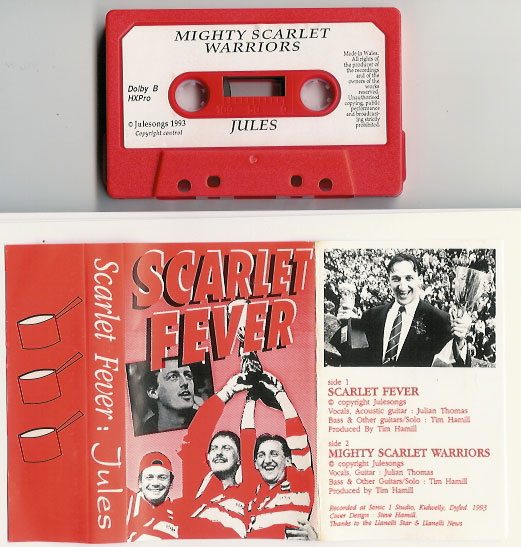 MIGHTY SCARLET
WARRIORS
Dolby B
HXPro
Made in Wales.
All rights of
the producer of
the recordings
and of the
owners of the
works
reserved.
Unauthorised
copying, public
performance
and broadcast-
ing strictly
prohibited.
© Julesongs 1993
Copyright control
JULES
Scarlet Fever : Jules
SCARLET
FEVER
side 1
SCARLET FEVER
© copyright Julesongs
Vocals, Acoustic guitar : Julian Thomas
Bass & Other guitars/Solo : Tim Hamill
Produced By Tim Hamill
side 2
MIGHTY SCARLET WARRIORS
© copyright Julesongs
Vocals, Guitar : Julian Thomas
Bass & Other Guitars/Solo : Tim Hamill
Produced by Tim Hamill
Recorded at Sonic 1 Studio, Kidwelly, Dyfed 1993
Cover Design : Steve Hamill.
Thanks to the Llanelli Star & Llanelli News